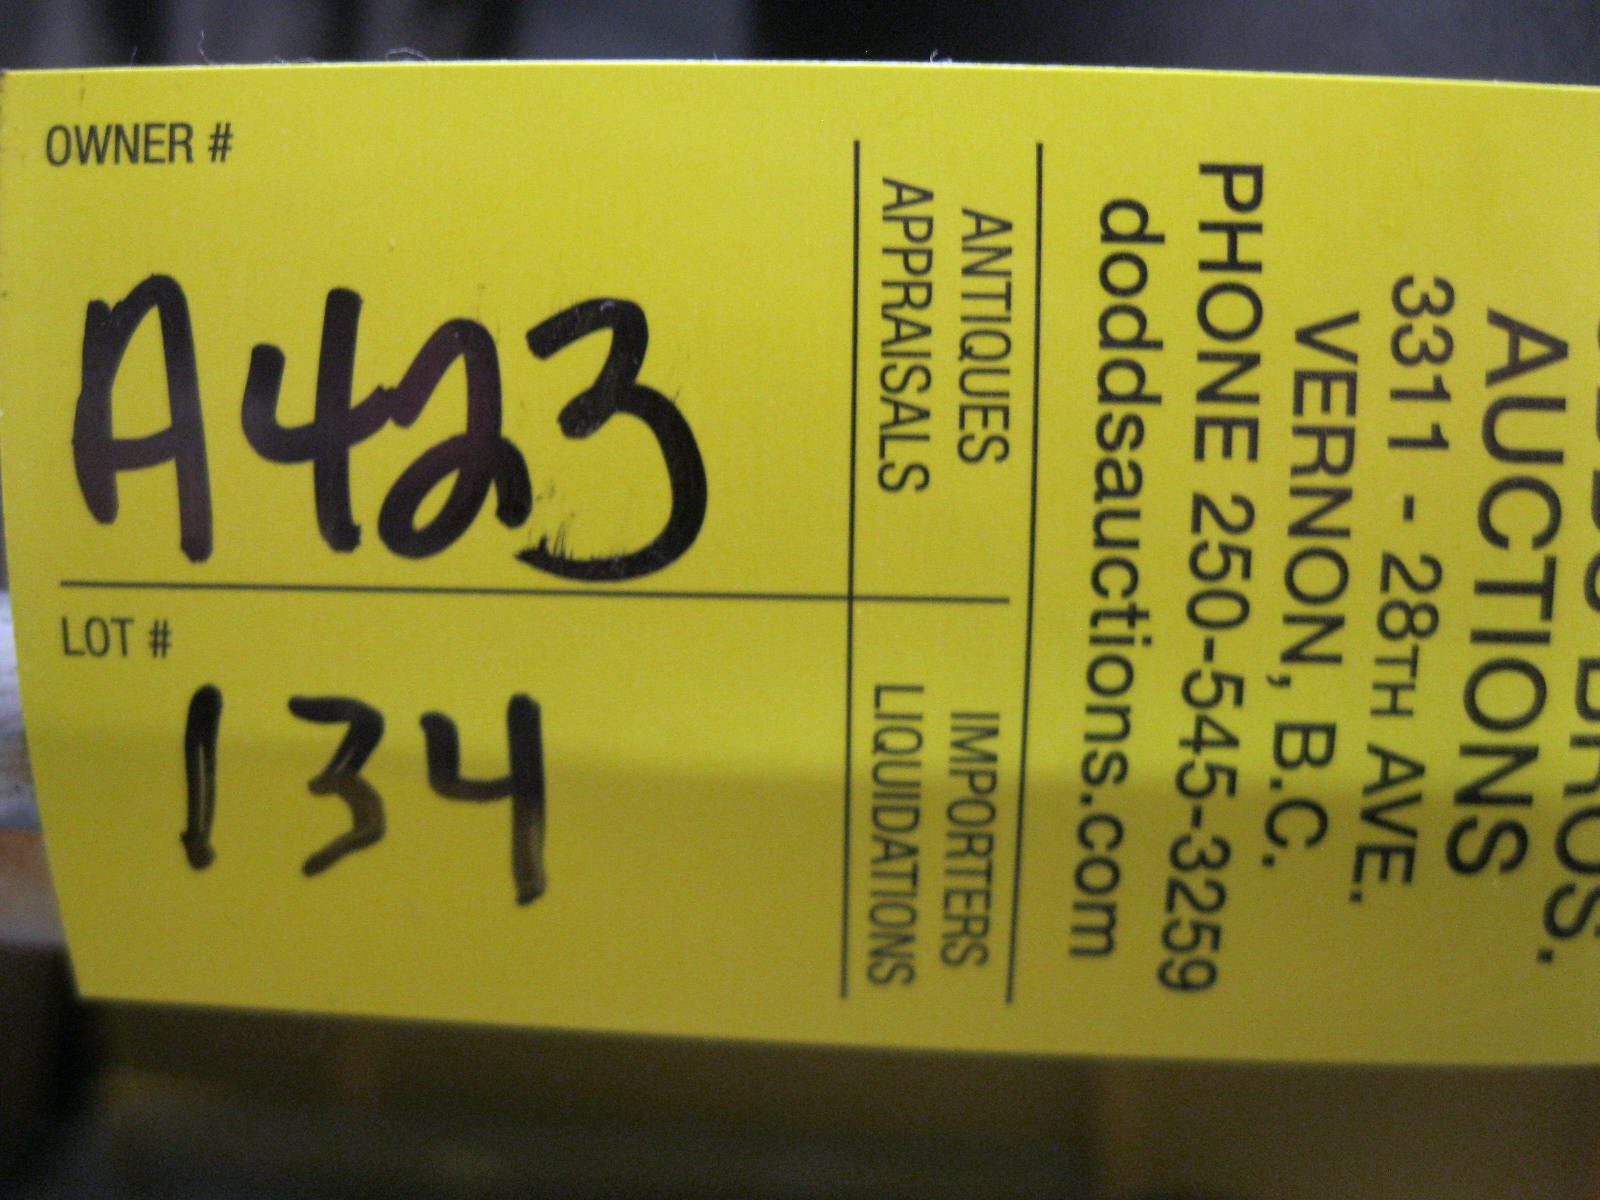 OWNER #
A423
LOT #
134
BROS.
AUCTIONS
3311 - 28TH AVE.
VERNON, B.C.
PHONE 250-545-3259
doddsauctions.com
ANTIQUES
APPRAISALS
IMPORTERS
LIQUIDATIONS